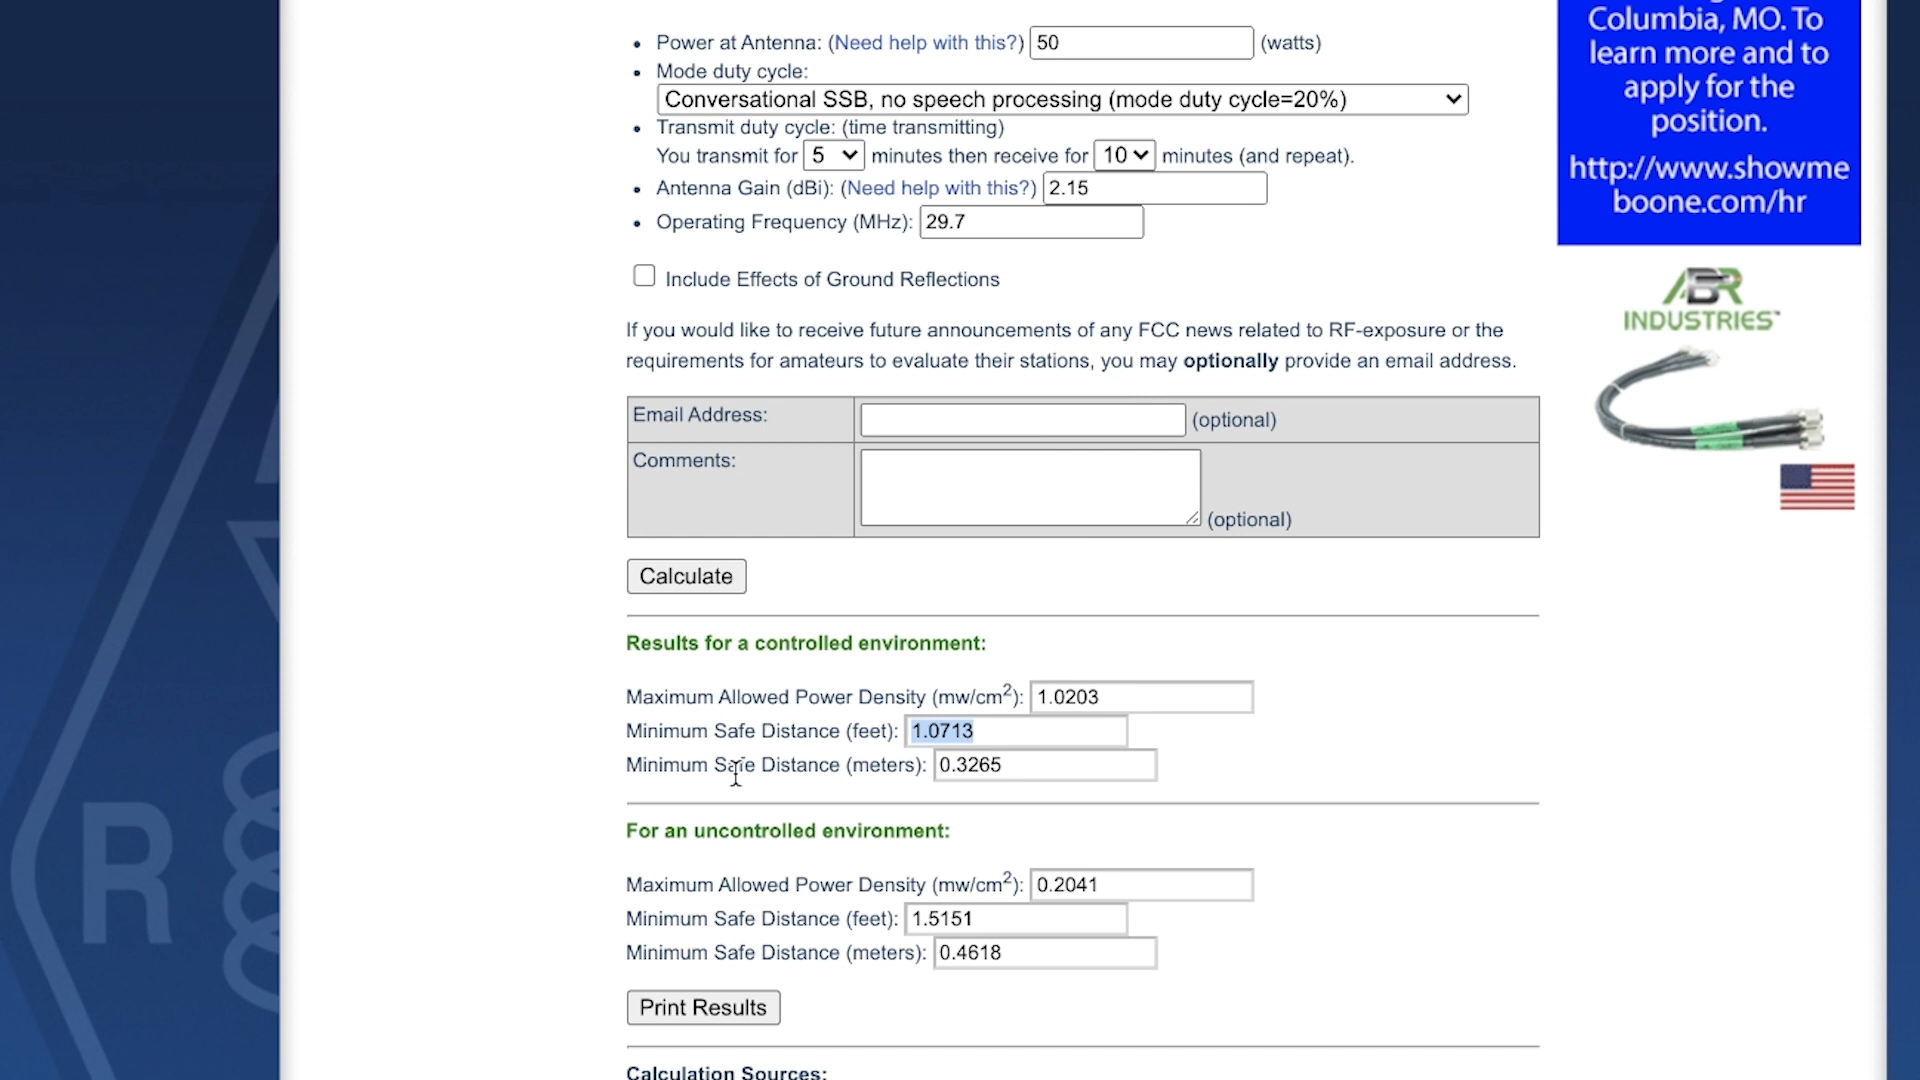 Power at Antenna: (Need help with this?) 50 (watts)
Mode duty cycle:
Conversational SSB, no speech processing (mode duty cycle=20%)
Transmit duty cycle: (time transmitting)
You transmit for 5 minutes then receive for 10 minutes (and repeat).
Antenna Gain (dBi): (Need help with this?) 2.15
Operating Frequency (MHz): 29.7
Include Effects of Ground Reflections
If you would like to receive future announcements of any FCC news related to RF-exposure or the
requirements for amateurs to evaluate their stations, you may optionally provide an email address.
Email Address: (optional)
Comments: (optional)
Calculate
Results for a controlled environment:
Maximum Allowed Power Density (mw/cm²): 1.0203
Minimum Safe Distance (feet): 1.0713
Minimum Safe Distance (meters): 0.3265
For an uncontrolled environment:
Maximum Allowed Power Density (mw/cm²): 0.2041
Minimum Safe Distance (feet): 1.5151
Minimum Safe Distance (meters): 0.4618
Print Results
Calculation Sources:
Columbia, MO. To
learn more and to
apply for the
position.
http://www.showme
boone.com/hr
ABR
INDUSTRIES™
R